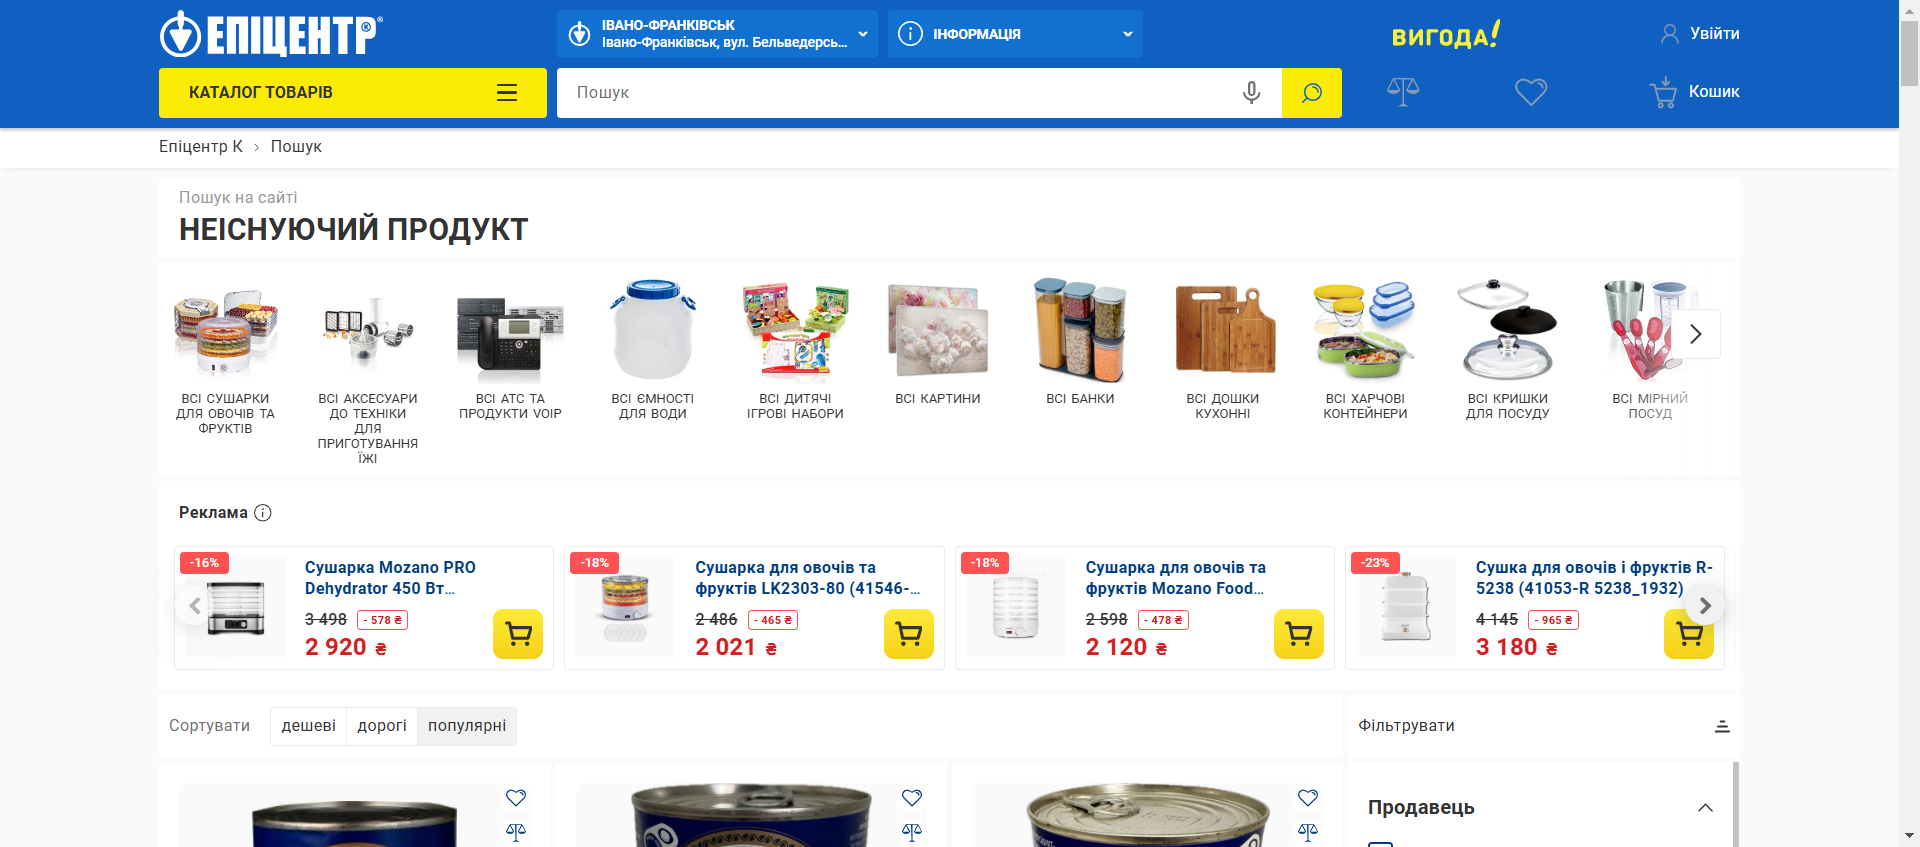 ЕПІЦЕНТР®
ІВАНО-ФРАНКІВСЬК
Івано-Франківськ, вул. Бельведерсь...
ІНФОРМАЦІЯ
ВИГОДА!
Увійти
КАТАЛОГ ТОВАРІВ
Пошук
Кошик
Епіцентр К > Пошук
Пошук на сайті
НЕІСНУЮЧИЙ ПРОДУКТ
ВСІ СУШАРКИ
ДЛЯ ОВОЧІВ ТА
ФРУКТІВ
ВСІ АКСЕСУАРИ
ДО ТЕХНІКИ
ДЛЯ
ПРИГОТУВАННЯ
ЇЖІ
ВСІ АТС ТА
ПРОДУКТИ VOIP
ВСІ ЄМНОСТІ
ДЛЯ ВОДИ
ВСІ ДИТЯЧІ
ІГРОВІ НАБОРИ
ВСІ КАРТИНИ
ВСІ БАНКИ
ВСІ ДОШКИ
КУХОННІ
ВСІ ХАРЧОВІ
КОНТЕЙНЕРИ
ВСІ КРИШКИ
ДЛЯ ПОСУДУ
ВСІ МІРНИЙ
ПОСУД
Реклама
-16%
Сушарка Mozano PRO
Dehydrator 450 Вт...
3 498 - 578 ₴
2 920 ₴
-18%
Сушарка для овочів та
фруктів LK2303-80 (41546-...
2 486 - 465 ₴
2 021 ₴
-18%
Сушарка для овочів та
фруктів Mozano Food...
2 598 - 478 ₴
2 120 ₴
-23%
Сушка для овочів і фруктів R-
5238 (41053-R 5238_1932)
4 145 - 965 ₴
3 180 ₴
Сортувати дешеві дорогі популярні
Фільтрувати
Продавець